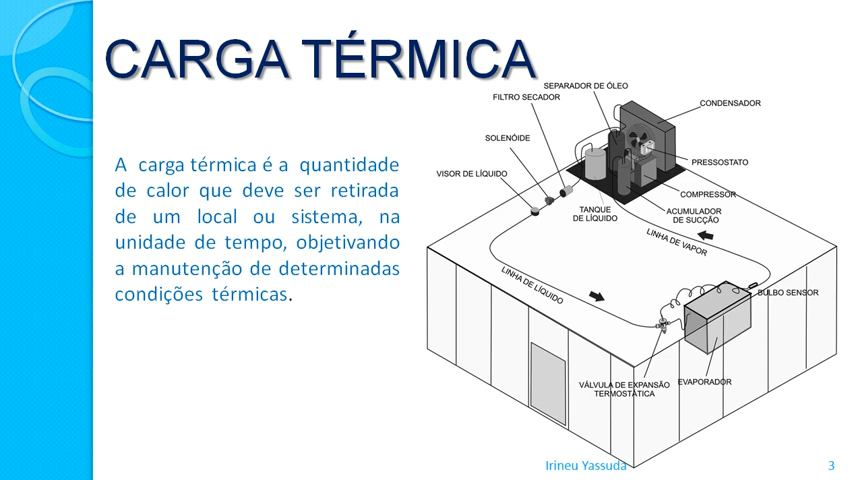 CARGA TÉRMICA
A carga térmica é a quantidade
de calor que deve ser retirada
de um local ou sistema, na
unidade de tempo, objetivando
a manutenção de determinadas
condições térmicas.
SEPARADOR DE ÓLEO
FILTRO SECADOR
CONDENSADOR
SOLENÓIDE
PRESSOSTATO
VISOR DE LÍQUIDO
COMPRESSOR
TANQUE
DE LÍQUIDO
ACUMULADOR
DE SUCÇÃO
LINHA DE VAPOR
LINHA DE LÍQUIDO
BULBO SENSOR
VÁLVULA DE EXPANSÃO
TERMOSTÁTICA
EVAPORADOR
Irineu Yassuda
3